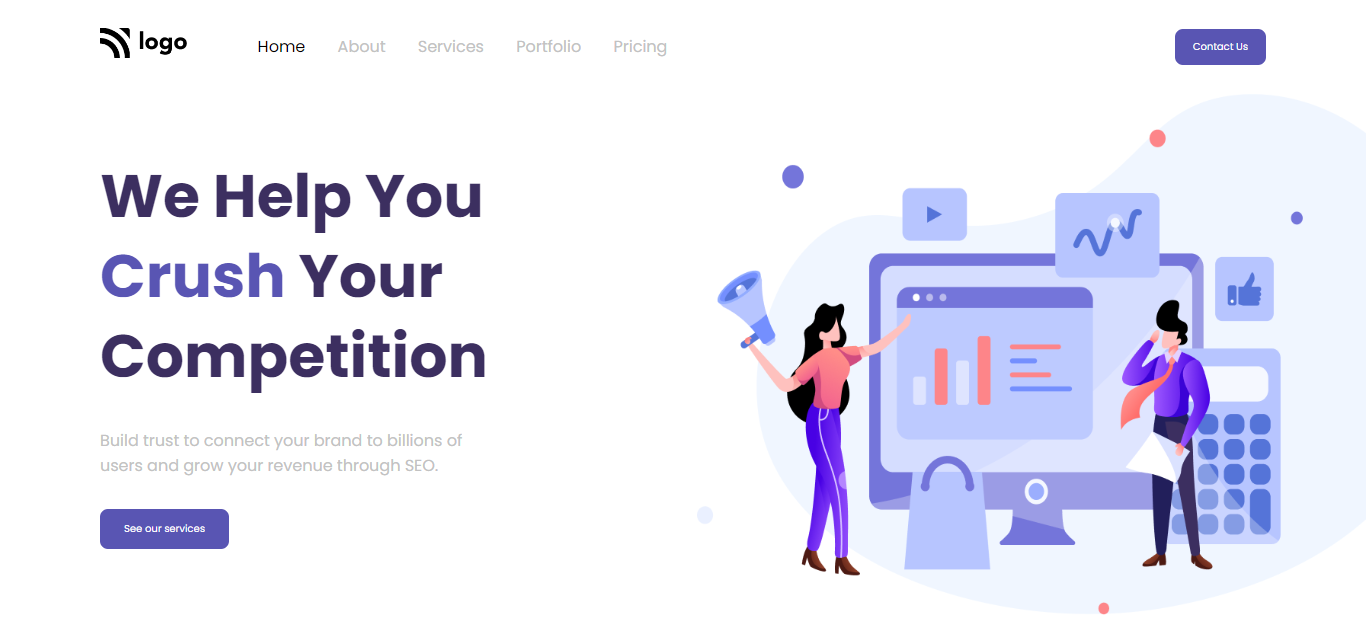 logo
Home About Services Portfolio Pricing
Contact Us
We Help You
Crush Your
Competition
Build trust to connect your brand to billions of
users and grow your revenue through SEO.
See our services